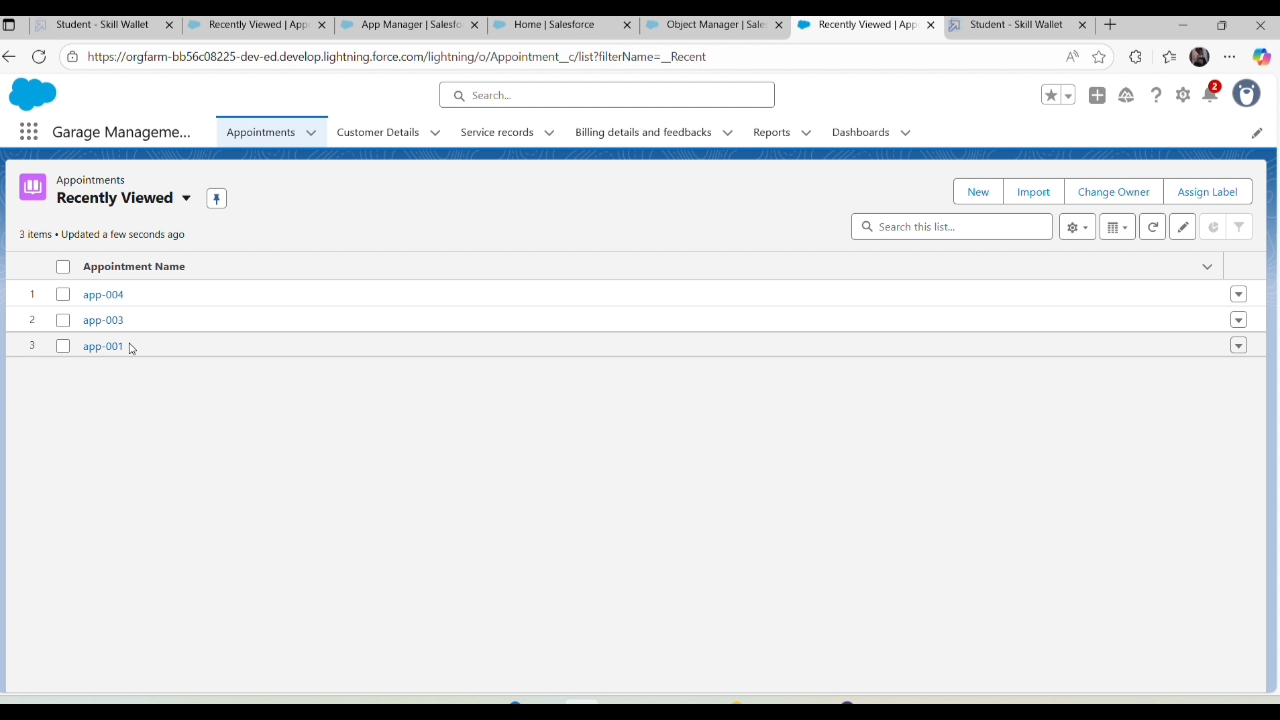 Student - Skill Wallet
Recently Viewed | App
App Manager | Salesfo
Home | Salesforce
Object Manager | Sale
Recently Viewed | App
Student - Skill Wallet
https://orgfarm-bb56c08225-dev-ed.develop.lightning.force.com/lightning/o/Appointment__c/list?filterName=__Recent
Search...
2
Garage Manageme...
Appointments
Customer Details
Service records
Billing details and feedbacks
Reports
Dashboards
Appointments
Recently Viewed
New
Import
Change Owner
Assign Label
3 items • Updated a few seconds ago
Search this list...
Appointment Name
1 app-004
2 app-003
3 app-001